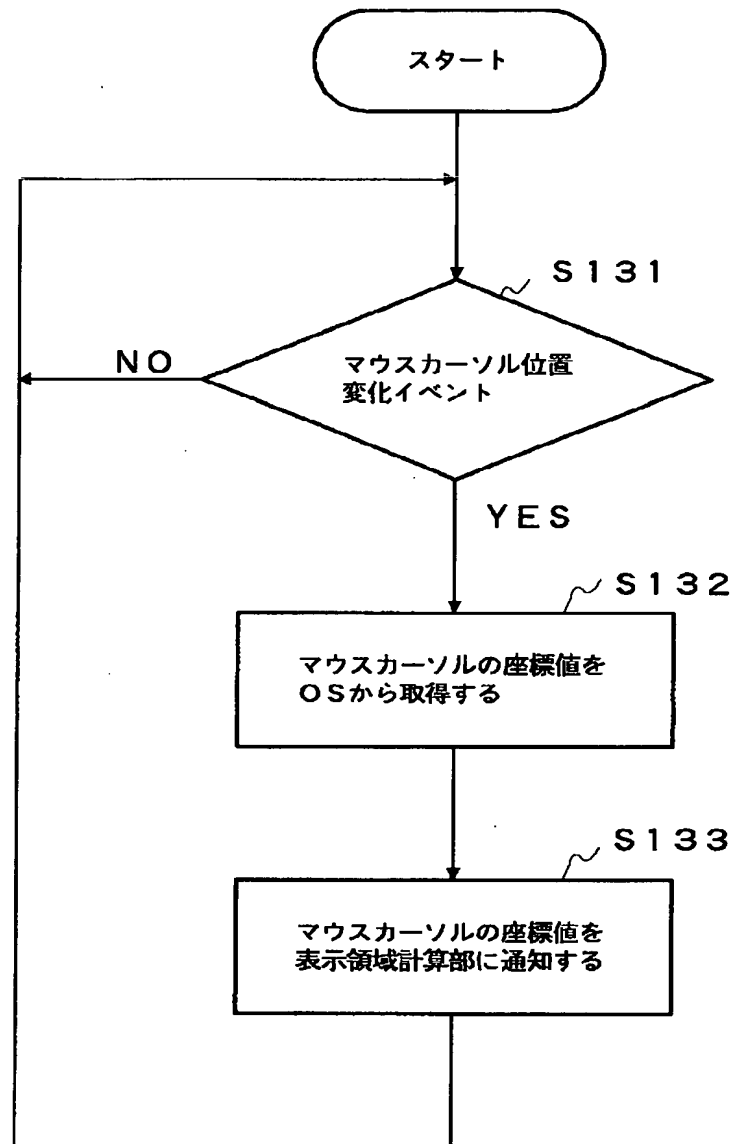 スタート
S131
NO
マウスカーソル位置
変化イベント
YES
S132
マウスカーソルの座標値を
OSから取得する
S133
マウスカーソルの座標値を
表示領域計算部に通知する